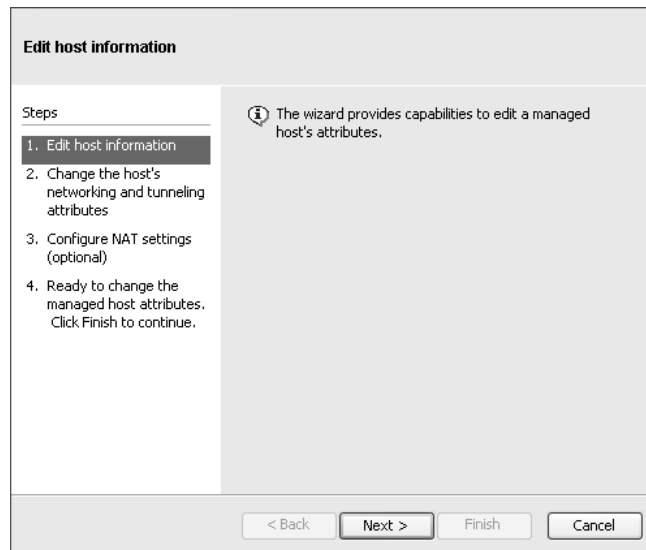 Edit host information
Steps
1. Edit host information
2. Change the host's
networking and tunneling
attributes
3. Configure NAT settings
(optional)
4. Ready to change the
managed host attributes.
Click Finish to continue.
The wizard provides capabilities to edit a managed
host's attributes.
< Back Next > Finish Cancel